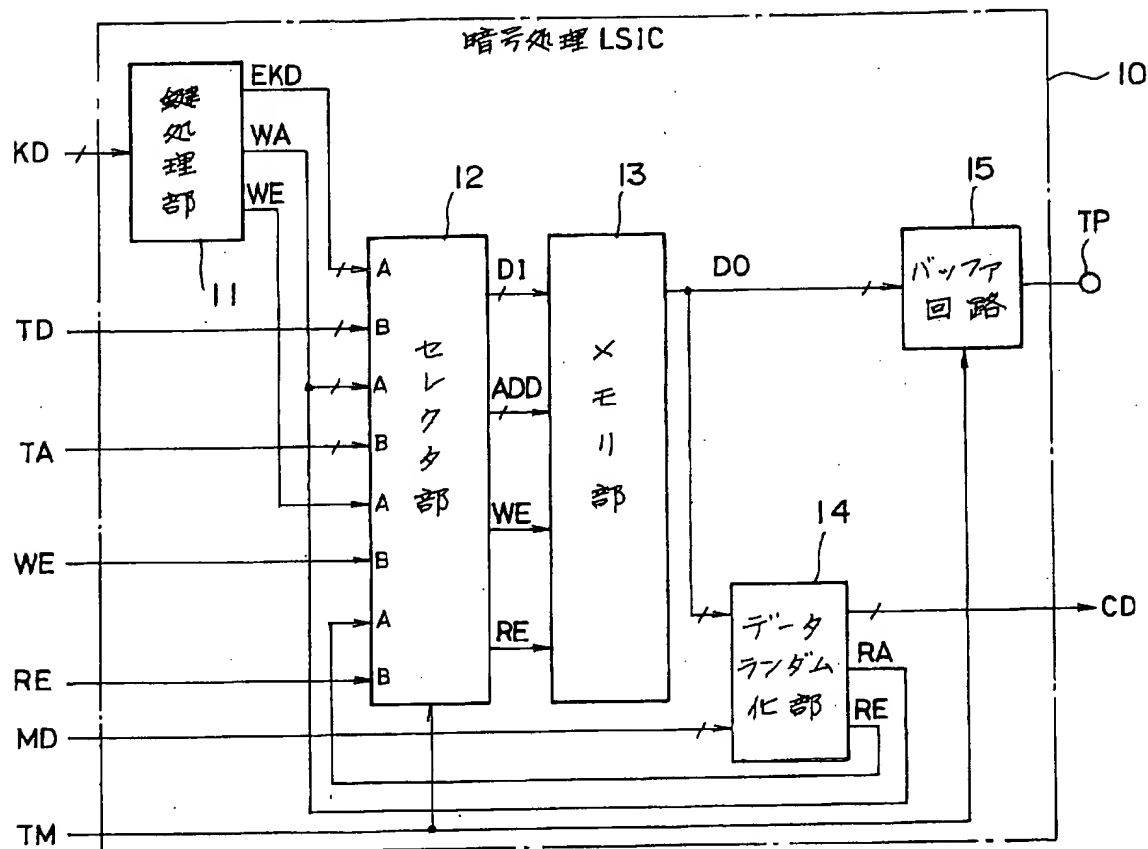 暗号処理 LSIC
10
鍵処理部
EKD
WA
WE
11
KD
12
13
15
TP
バッファ
回路
A
B
A
B
A
B
A
B
セレクタ部
DI
ADD
WE
RE
メモリ部
DO
TD
TA
WE
RE
MD
TM
14
データ
ランダム
化部
CD
RA
RE